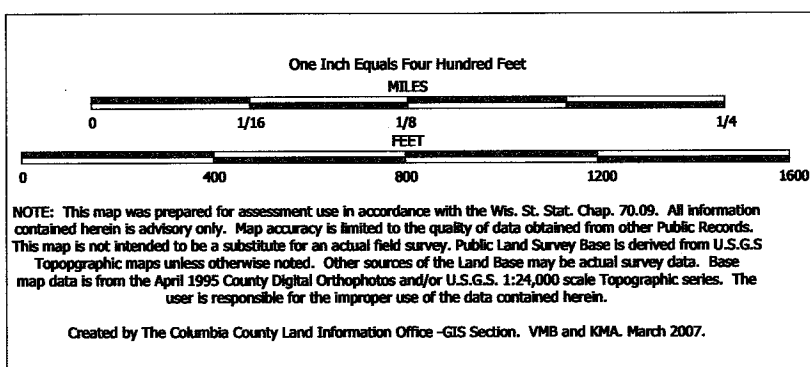 One Inch Equals Four Hundred Feet
MILES
0 1/16 1/8 1/4
FEET
0 400 800 1200 1600
NOTE: This map was prepared for assessment use in accordance with the Wis. St. Stat. Chap. 70.09. All information
contained herein is advisory only. Map accuracy is limited to the quality of data obtained from other Public Records.
This map is not intended to be a substitute for an actual field survey. Public Land Survey Base is derived from U.S.G.S
Topopgraphic maps unless otherwise noted. Other sources of the Land Base may be actual survey data. Base
map data is from the April 1995 County Digital Orthophotos and/or U.S.G.S. 1:24,000 scale Topographic series. The
user is responsible for the improper use of the data contained herein.
Created by The Columbia County Land Information Office -GIS Section. VMB and KMA. March 2007.